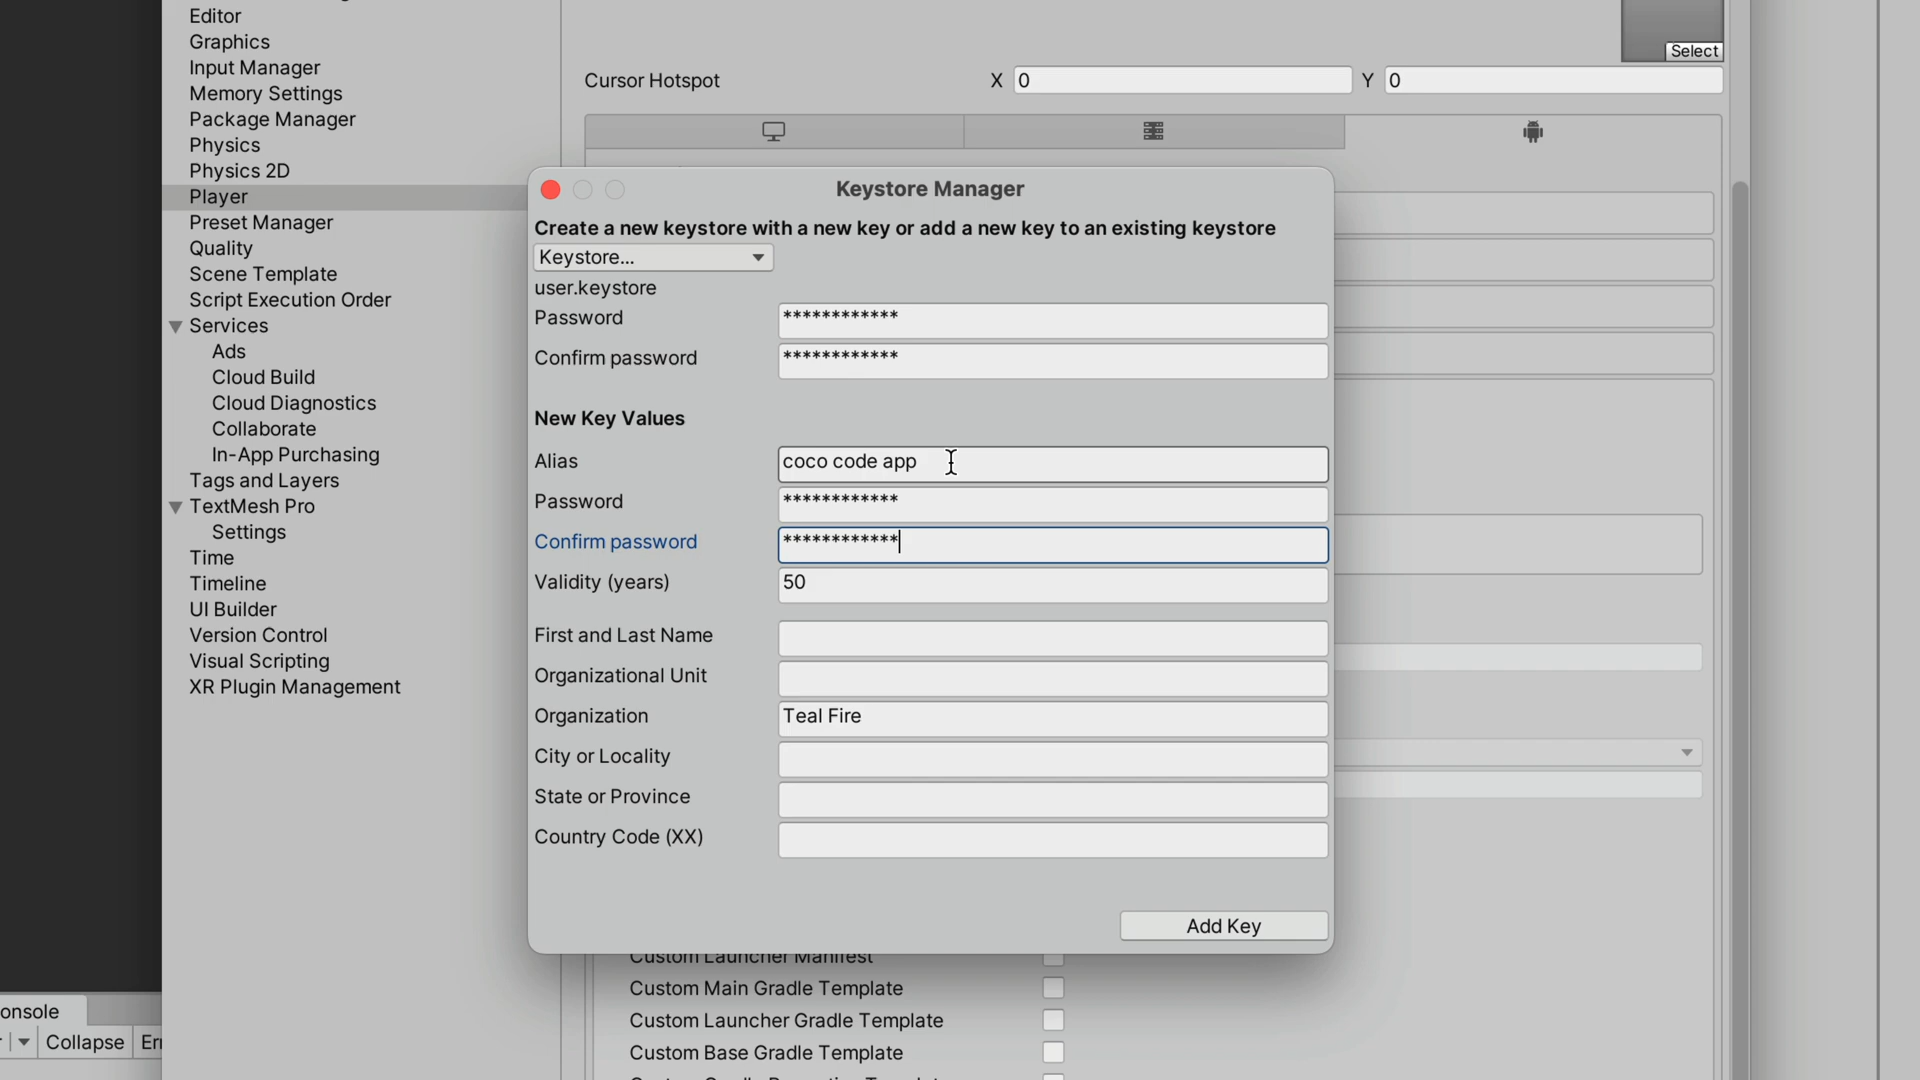 Editor
Graphics
Input Manager
Memory Settings
Package Manager
Physics
Physics 2D
Player
Preset Manager
Quality
Scene Template
Script Execution Order
Services
Ads
Cloud Build
Cloud Diagnostics
Collaborate
In-App Purchasing
Tags and Layers
TextMesh Pro
Settings
Time
Timeline
UI Builder
Version Control
Visual Scripting
XR Plugin Management
Select
Cursor Hotspot X 0 Y 0
Keystore Manager
Create a new keystore with a new key or add a new key to an existing keystore
Keystore...
user.keystore
Password ************
Confirm password ************
New Key Values
Alias coco code app
Password ************
Confirm password ************
Validity (years) 50
First and Last Name
Organizational Unit
Organization Teal Fire
City or Locality
State or Province
Country Code (XX)
Add Key
Custom Launcher Manifest
Custom Main Gradle Template
Custom Launcher Gradle Template
Custom Base Gradle Template
onsole
Collapse Er